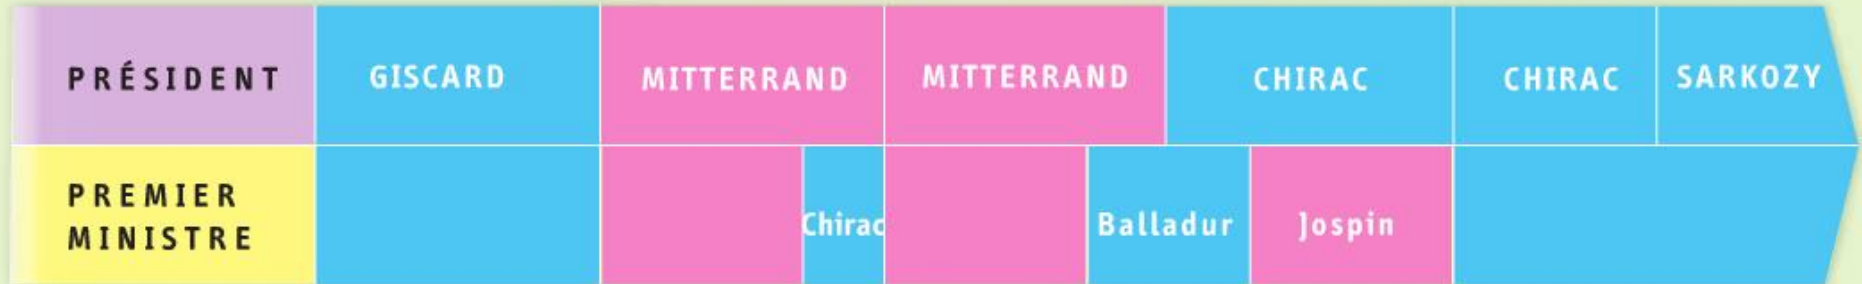 PRÉSIDENT
GISCARD
MITTERRAND
MITTERRAND
CHIRAC
CHIRAC
SARKOZY
PREMIER
MINISTRE
Chirac
Balladur
Jospin